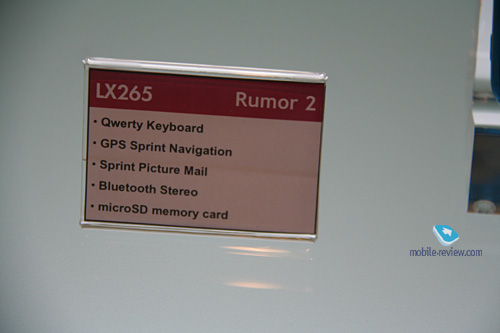 LX265 Rumor 2
• Qwerty Keyboard
• GPS Sprint Navigation
• Sprint Picture Mail
• Bluetooth Stereo
• microSD memory card
mobile-review.com